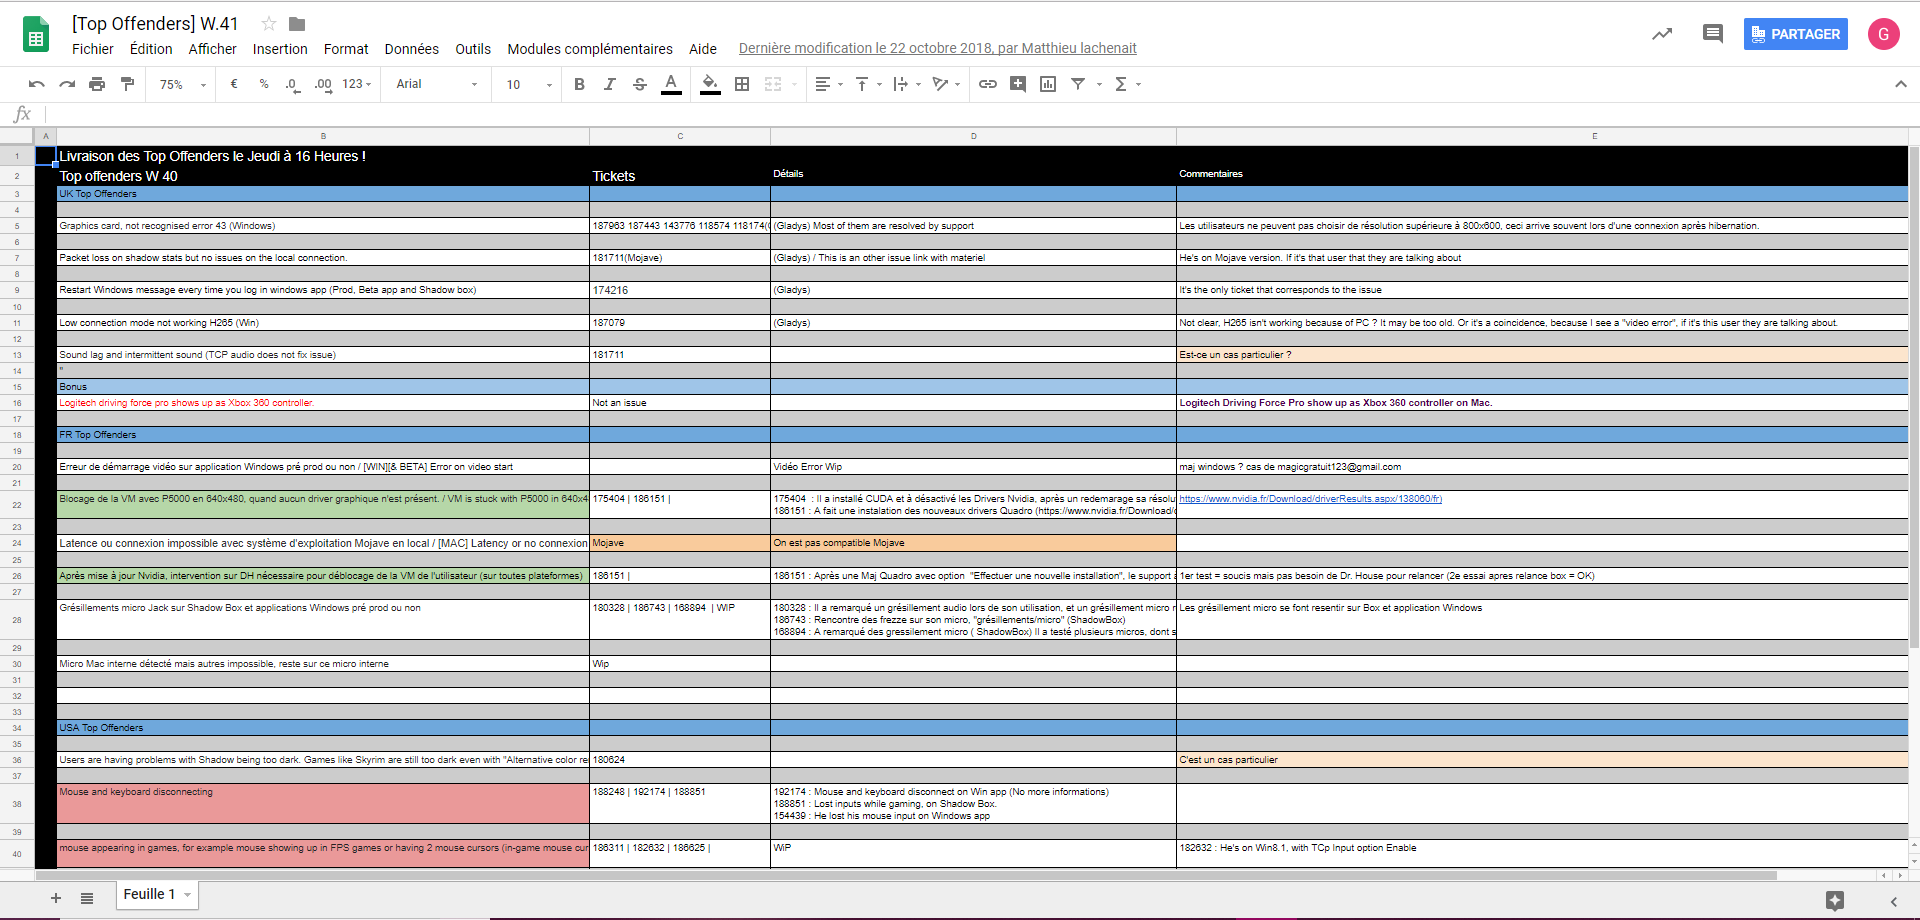 [Top Offenders] W.41
Fichier Édition Afficher Insertion Format Données Outils Modules complémentaires Aide Dernière modification le 22 octobre 2018, par Matthieu lachenait
PARTAGER
G
75% € % .0 .00 123 Arial 10 B I S A
fx
A B C D E
1 Livraison des Top Offenders le Jeudi à 16 Heures !
2 Top offenders W 40 Tickets Détails Commentaires
3 UK Top Offenders
4
5 Graphics card, not recognised error 43 (Windows) 187963 187443 143776 118574 118174( (Gladys) Most of them are resolved by support Les utilisateurs ne peuvent pas choisir de résolution supérieure à 800x600, ceci arrive souvent lors d'une connexion après hibernation.
6
7 Packet loss on shadow stats but no issues on the local connection. 181711(Mojave) (Gladys) / This is an other issue link with materiel He's on Mojave version. If it's that user that they are talking about
8
9 Restart Windows message every time you log in windows app (Prod, Beta app and Shadow box) 174216 (Gladys) It's the only ticket that corresponds to the issue
10
11 Low connection mode not working H265 (Win) 187079 (Gladys) Not clear, H265 isn't working because of PC ? It may be too old. Or it's a coincidence, because I see a "video error", if it's this user they are talking about.
12
13 Sound lag and intermittent sound (TCP audio does not fix issue) 181711 Est-ce un cas particulier ?
14 "
15 Bonus
16 Logitech driving force pro shows up as Xbox 360 controller. Not an issue Logitech Driving Force Pro show up as Xbox 360 controller on Mac.
17
18 FR Top Offenders
19
20 Erreur de démarrage vidéo sur application Windows pré prod ou non / [WIN][& BETA] Error on video start Vidéo Error Wip maj windows ? cas de magicgratuit123@gmail.com
21
22 Blocage de la VM avec P5000 en 640x480, quand aucun driver graphique n'est présent. / VM is stuck with P5000 in 640x4 175404 | 186151 | 175404 : Il a installé CUDA et à désactivé les Drivers Nvidia, après un redemarage sa résolu https://www.nvidia.fr/Download/driverResults.aspx/138060/fr)
186151 : A fait une instalation des nouveaux drivers Quadro (https://www.nvidia.fr/Download/
23
24 Latence ou connexion impossible avec système d'exploitation Mojave en local / [MAC] Latency or no connexion Mojave On est pas compatible Mojave
25
26 Après mise à jour Nvidia, intervention sur DH nécessaire pour déblocage de la VM de l'utilisateur (sur toutes plateformes) 186151 | 186151 : Après une Maj Quadro avec option "Effectuer une nouvelle installation", le support 1er test = soucis mais pas besoin de Dr. House pour relancer (2e essai apres relance box = OK)
27
28 Grésillements micro Jack sur Shadow Box et applications Windows pré prod ou non 180328 | 186743 | 168894 | WIP 180328 : Il a remarqué un grésillement audio lors de son utilisation, et un grésillement micro r Les grésillement micro se font resentir sur Box et application Windows
186743 : Rencontre des frezze sur son micro, "grésillements/micro" (ShadowBox)
168894 : A remarqué des gressilement micro ( ShadowBox) Il a testé plusieurs micros, dont s
29
30 Micro Mac interne détecté mais autres impossible, reste sur ce micro interne Wip
31
32
33
34 USA Top Offenders
35
36 Users are having problems with Shadow being too dark. Games like Skyrim are still too dark even with "Alternative color re 180624 C'est un cas particulier
37
38 Mouse and keyboard disconnecting 188248 | 192174 | 188851 192174 : Mouse and keyboard disconnect on Win app (No more informations)
188851 : Lost inputs while gaming, on Shadow Box.
154439 : He lost his mouse input on Windows app
39
40 mouse appearing in games, for example mouse showing up in FPS games or having 2 mouse cursors (in-game mouse cur 186311 | 182632 | 186625 | WiP 182632 : He's on Win8.1, with TCp Input option Enable
Feuille 1